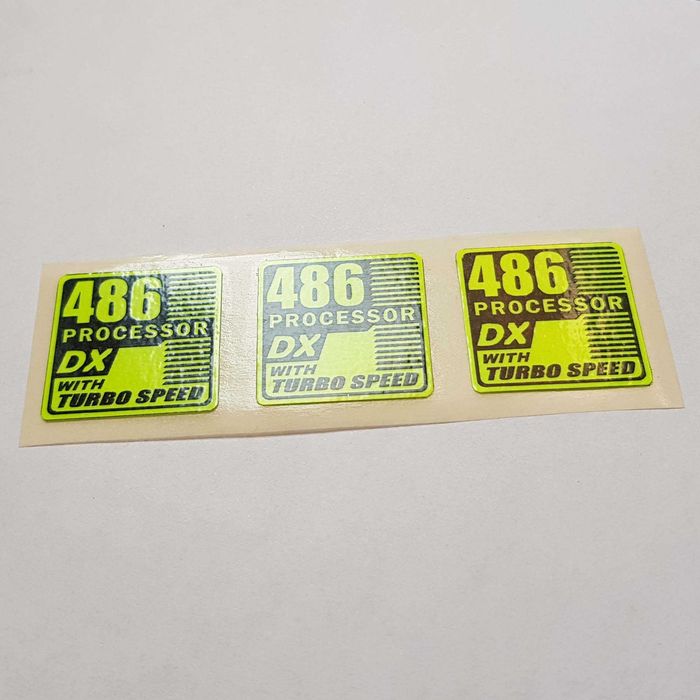 486
PROCESSOR
DX
WITH
TURBO SPEED
486
PROCESSOR
DX
WITH
TURBO SPEED
486
PROCESSOR
DX
WITH
TURBO SPEED